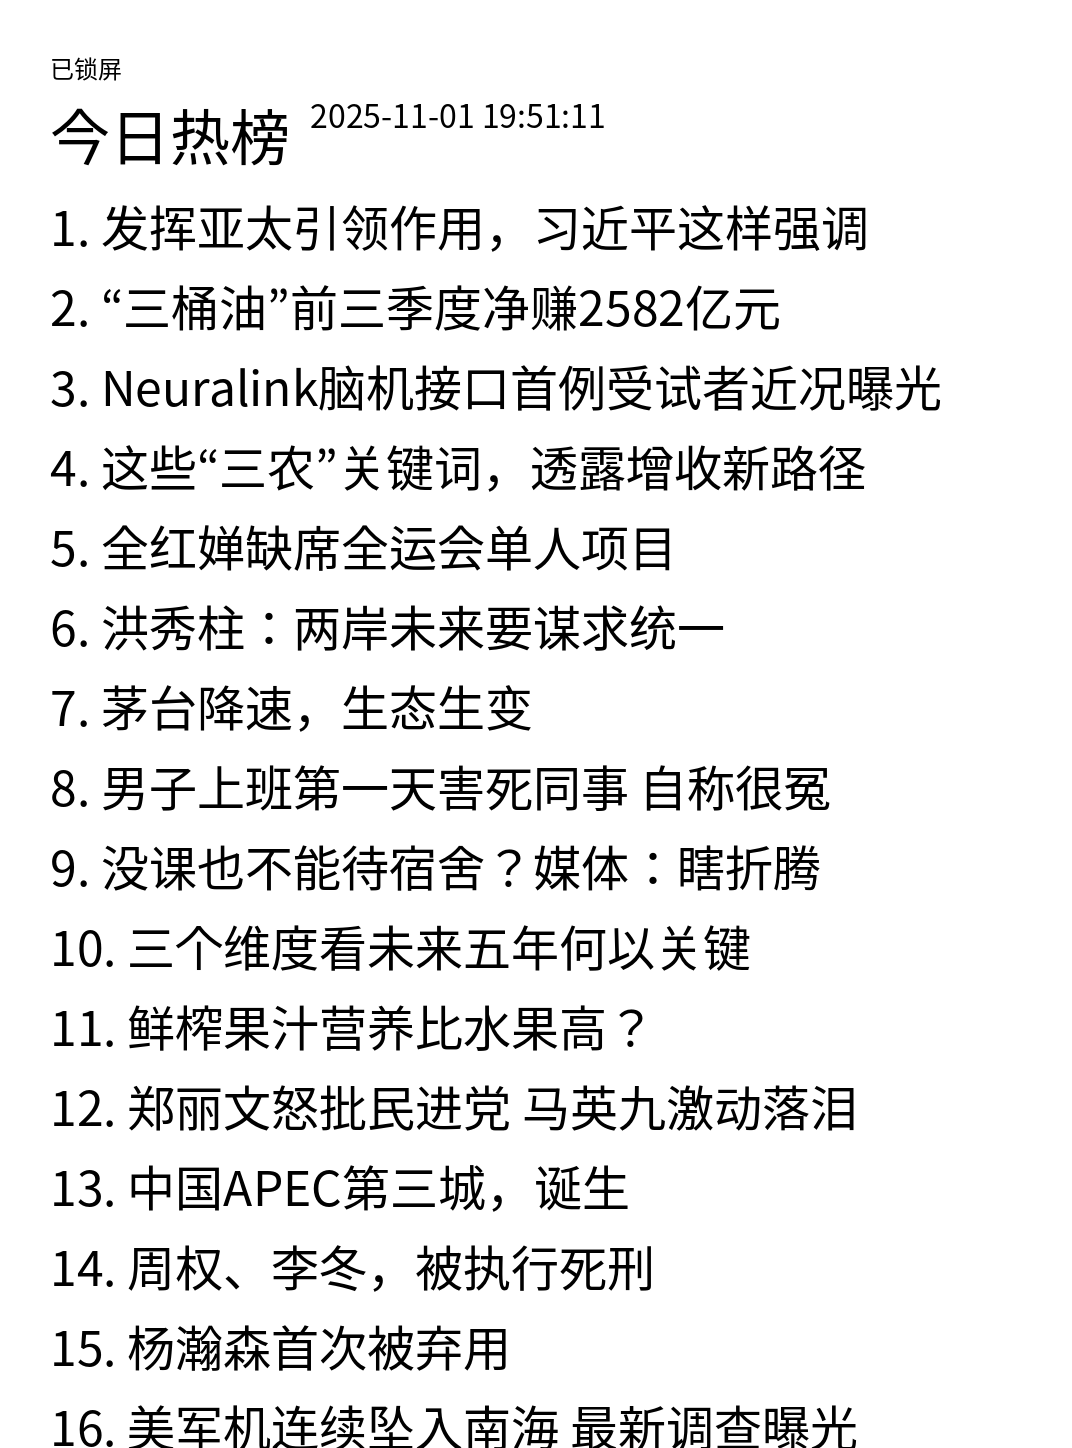 已锁屏
今日热榜 2025-11-01 19:51:11
1. 发挥亚太引领作用，习近平这样强调
2. “三桶油”前三季度净赚2582亿元
3. Neuralink脑机接口首例受试者近况曝光
4. 这些“三农”关键词，透露增收新路径
5. 全红婵缺席全运会单人项目
6. 洪秀柱：两岸未来要谋求统一
7. 茅台降速，生态生变
8. 男子上班第一天害死同事 自称很冤
9. 没课也不能待宿舍？媒体：瞎折腾
10. 三个维度看未来五年何以关键
11. 鲜榨果汁营养比水果高？
12. 郑丽文怒批民进党 马英九激动落泪
13. 中国APEC第三城，诞生
14. 周权、李冬，被执行死刑
15. 杨瀚森首次被弃用
16. 美军机连续坠入南海 最新调查曝光